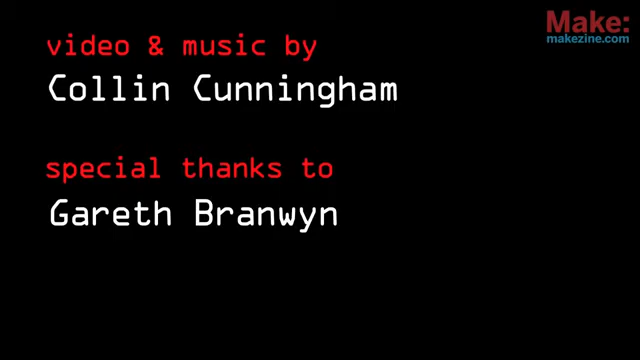 Make:
makezine.com
video & music by
Collin Cunningham
special thanks to
Gareth Branwyn